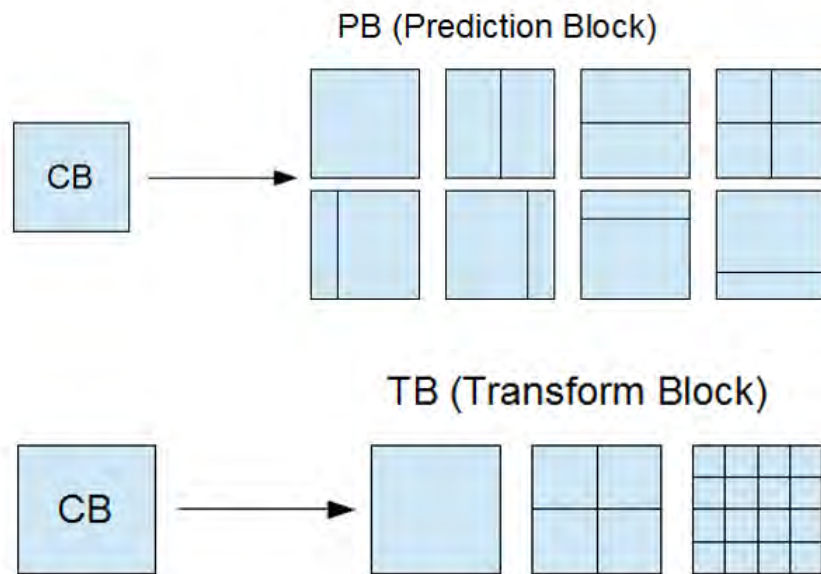 PB (Prediction Block)
CB
TB (Transform Block)
CB